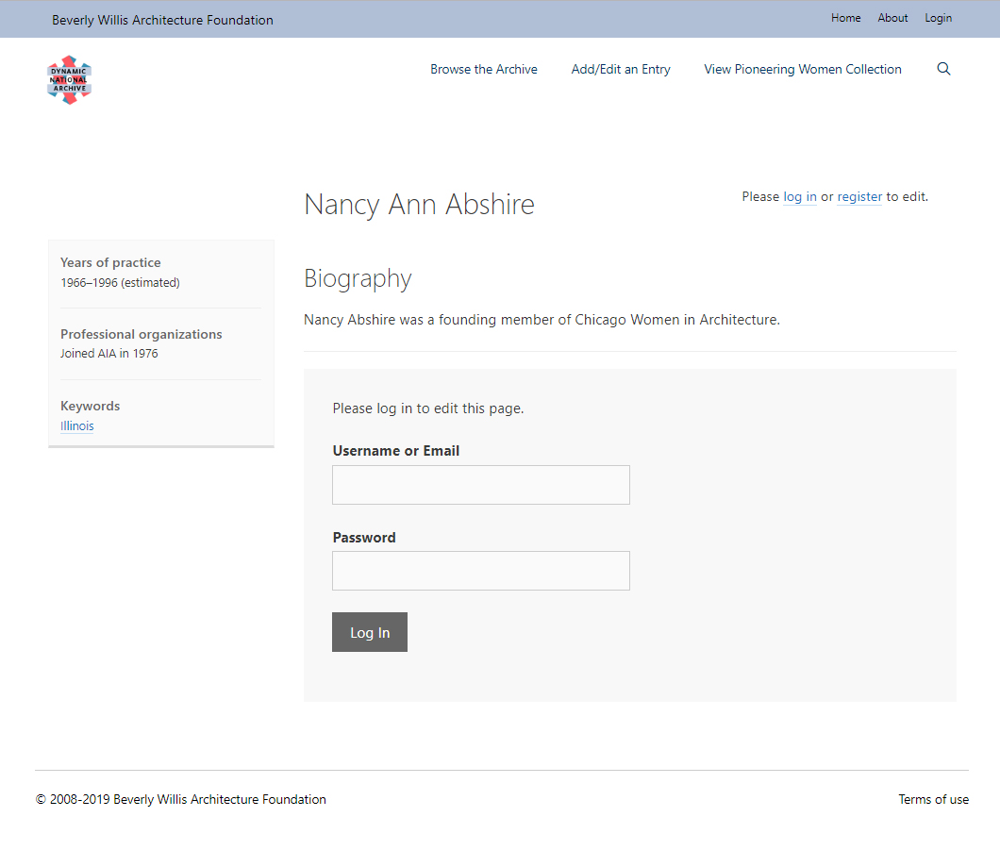 Beverly Willis Architecture Foundation
Home About Login
DYNAMIC
NATIONAL
ARCHIVE
Browse the Archive Add/Edit an Entry View Pioneering Women Collection
Nancy Ann Abshire
Please log in or register to edit.
Years of practice
1966–1996 (estimated)
Professional organizations
Joined AIA in 1976
Keywords
Illinois
Biography
Nancy Abshire was a founding member of Chicago Women in Architecture.
Please log in to edit this page.
Username or Email
Password
Log In
© 2008-2019 Beverly Willis Architecture Foundation
Terms of use